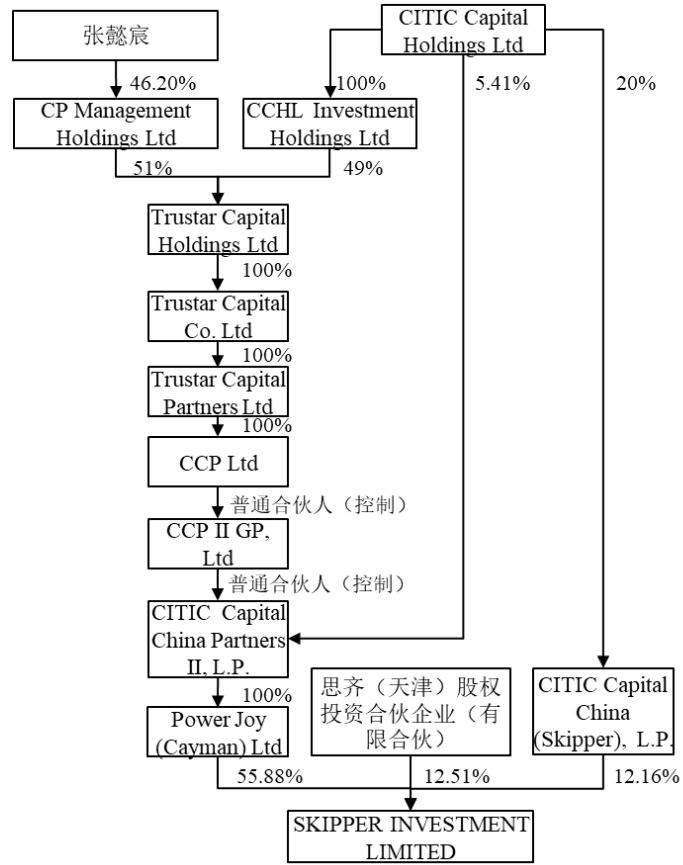 张懿宸
CITIC Capital
Holdings Ltd
46.20%
100%
5.41%
20%
CP Management
Holdings Ltd
CCHL Investment
Holdings Ltd
51%
49%
Trustar Capital
Holdings Ltd
100%
Trustar Capital
Co. Ltd
100%
Trustar Capital
Partners Ltd
100%
CCP Ltd
普通合伙人（控制）
CCP II GP,
Ltd
普通合伙人（控制）
CITIC Capital
China Partners
II, L.P.
100%
Power Joy
(Cayman) Ltd
思齐（天津）股权
投资合伙企业（有
限合伙）
CITIC Capital
China
(Skipper), L.P.
55.88%
12.51%
12.16%
SKIPPER INVESTMENT
LIMITED